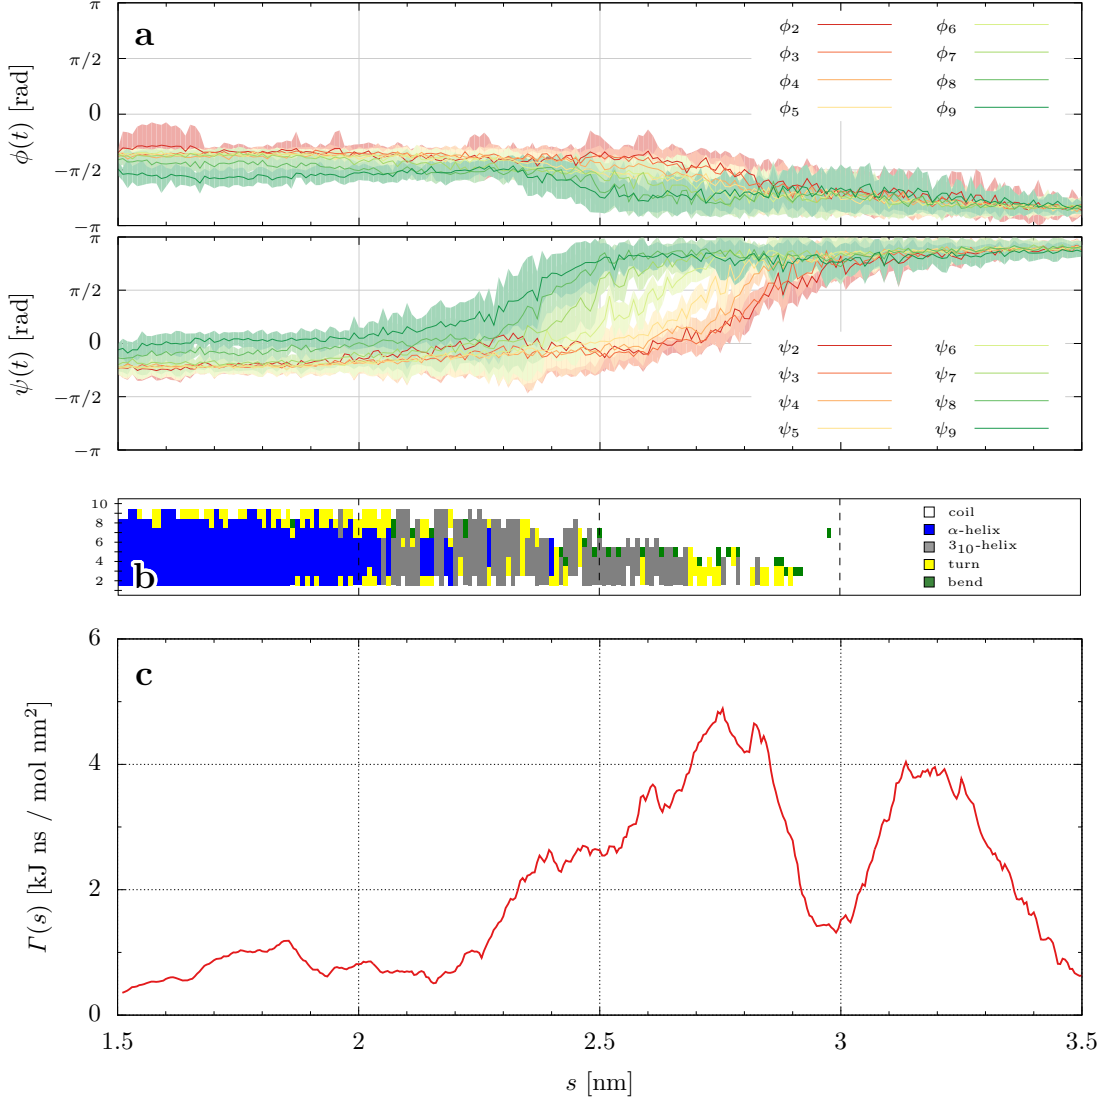 a
π
π/2
0
−π/2
−π
ϕ(t) [rad]
ϕ2 ϕ6
ϕ3 ϕ7
ϕ4 ϕ8
ϕ5 ϕ9
π
π/2
0
−π/2
−π
ψ(t) [rad]
ψ2 ψ6
ψ3 ψ7
ψ4 ψ8
ψ5 ψ9
b
10
8
6
4
2
coil
α-helix
3₁₀-helix
turn
bend
c
6
4
2
0
Γ(s) [kJ ns / mol nm²]
1.5 2 2.5 3 3.5
s [nm]